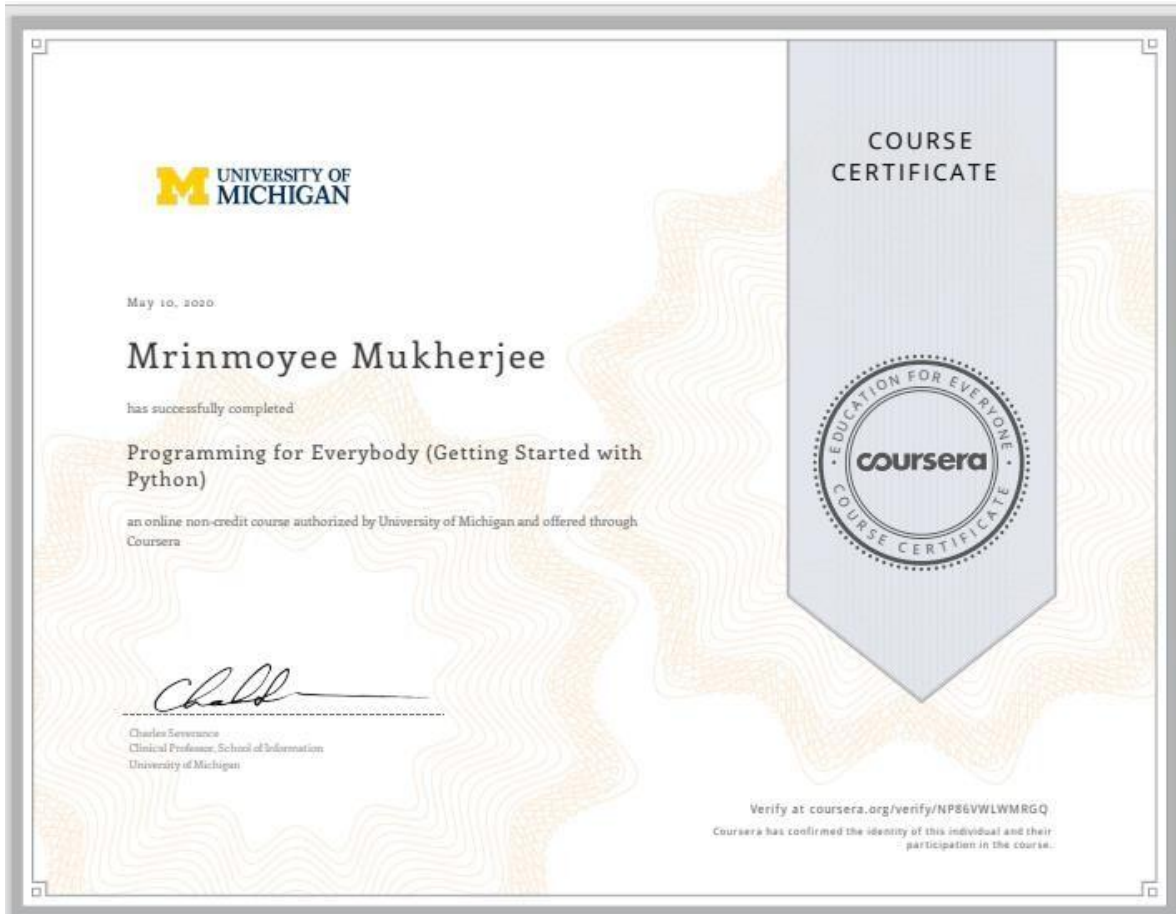 UNIVERSITY OF
MICHIGAN
COURSE
CERTIFICATE
May 10, 2020
Mrinmoyee Mukherjee
has successfully completed
Programming for Everybody (Getting Started with
Python)
an online non-credit course authorized by University of Michigan and offered through
Coursera
EDUCATION FOR EVERYONE
coursera
COURSE CERTIFICATE
Charles Severance
Clinical Professor, School of Information
University of Michigan
Verify at coursera.org/verify/NP86VWLWMRGQ
Coursera has confirmed the identity of this individual and their
participation in the course.